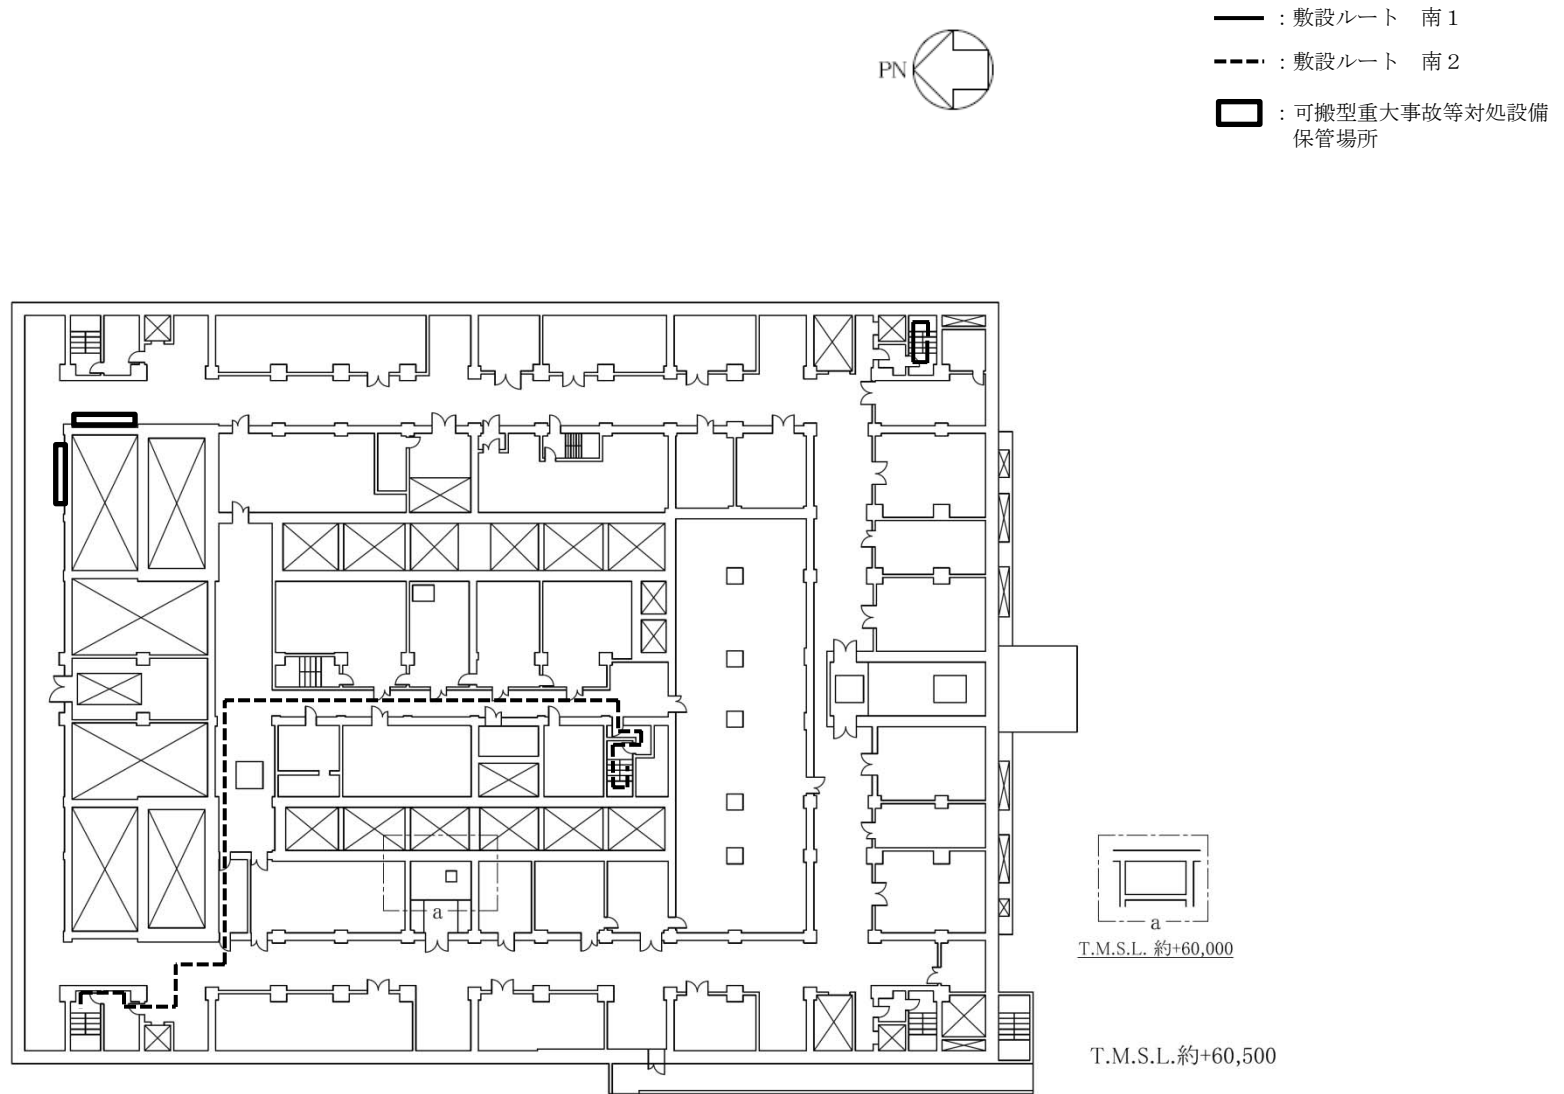 ：敷設ルート　南１
：敷設ルート　南２
：可搬型重大事故等対処設備
保管場所
PN
a
a
T.M.S.L. 約+60,000
T.M.S.L.約+60,500